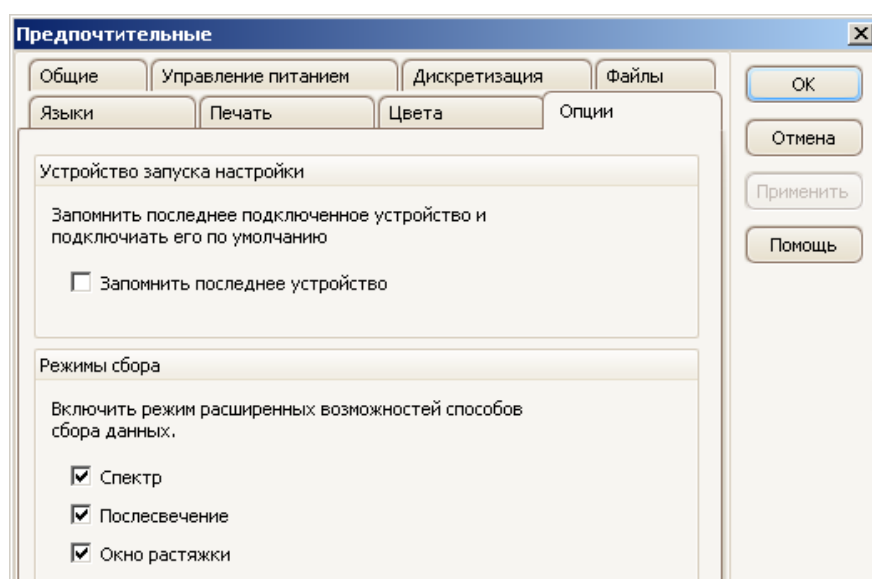 Предпочтительные
Общие Управление питанием Дискретизация Файлы
Языки Печать Цвета Опции
OK
Отмена
Применить
Помощь
Устройство запуска настройки
Запомнить последнее подключенное устройство и
подключиать его по умолчанию
Запомнить последнее устройство
Режимы сбора
Включить режим расширенных возможностей способов
сбора данных.
Спектр
Послесвечение
Окно растяжки